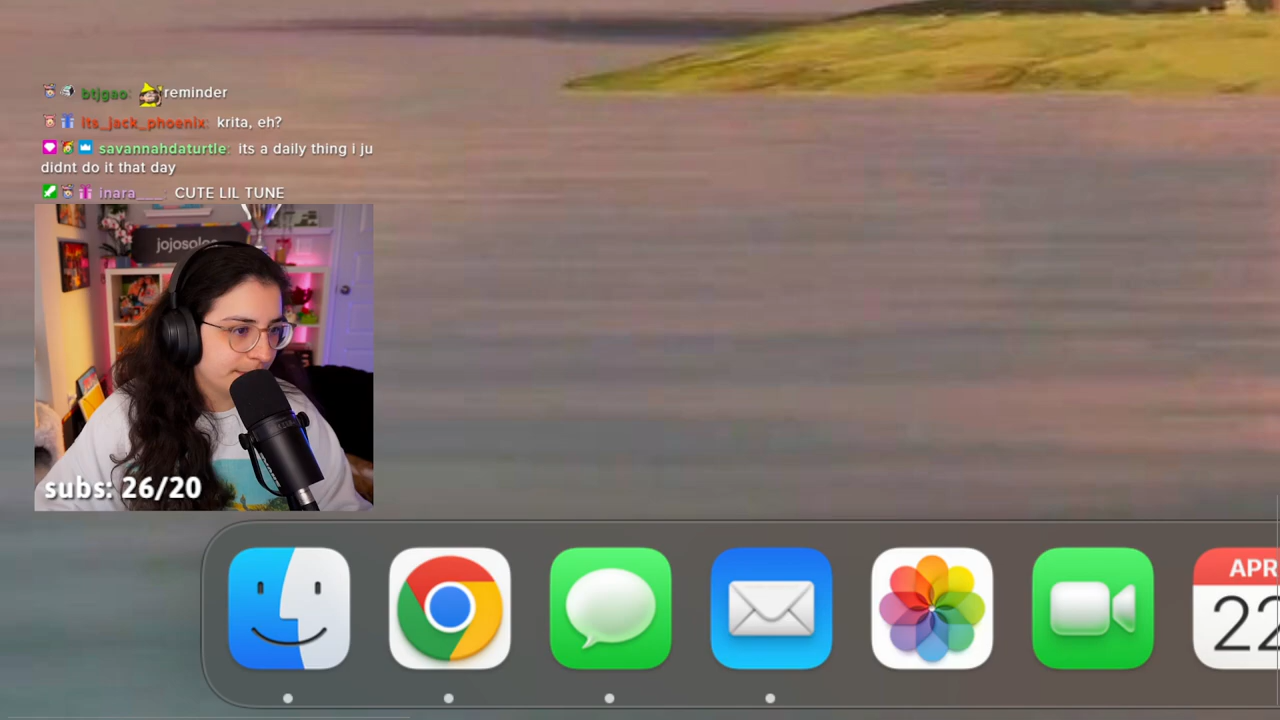 btjgao: reminder
its_jack_phoenix: krita, eh?
savannahdaturtle: its a daily thing i ju
didnt do it that day
inara___: CUTE LIL TUNE
subs: 26/20
APR
22